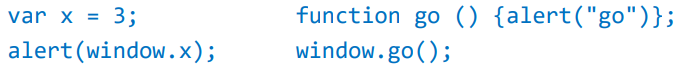 var x = 3;
alert(window.x);
function go () {alert("go")};
window.go();